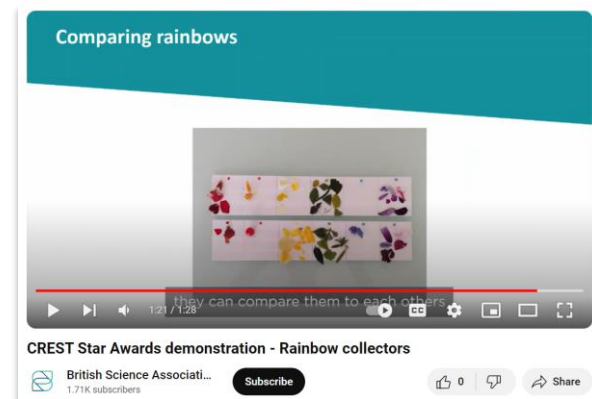 Comparing rainbows
they can compare them to each others
1:21 / 1:28
CC
CREST Star Awards demonstration - Rainbow collectors
British Science Associati...
1.71K subscribers
Subscribe
0
Share